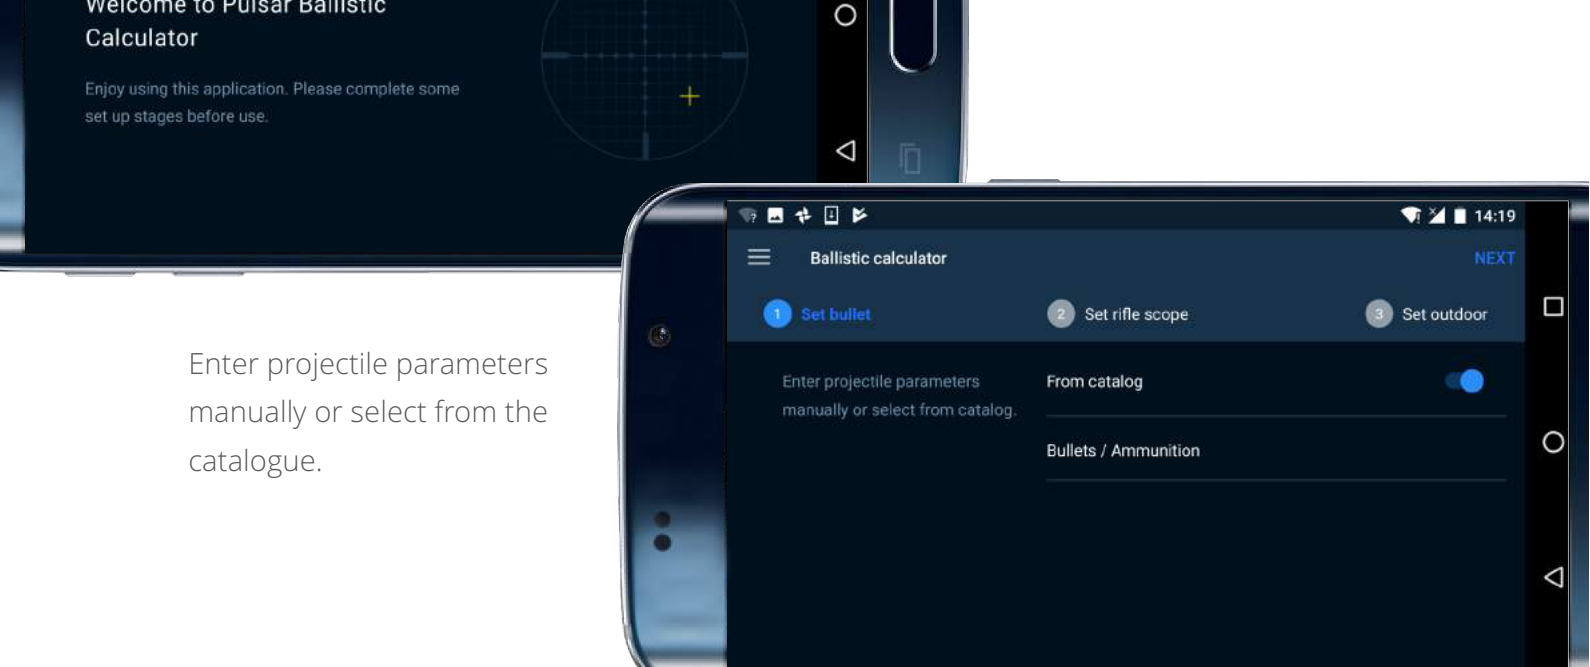 Welcome to Pulsar Ballistic
Calculator
Enjoy using this application. Please complete some
set up stages before use.
14:19
Ballistic calculator
NEXT
1 Set bullet
2 Set rifle scope
3 Set outdoor
Enter projectile parameters
manually or select from catalog.
From catalog
Bullets / Ammunition
Enter projectile parameters
manually or select from the
catalogue.